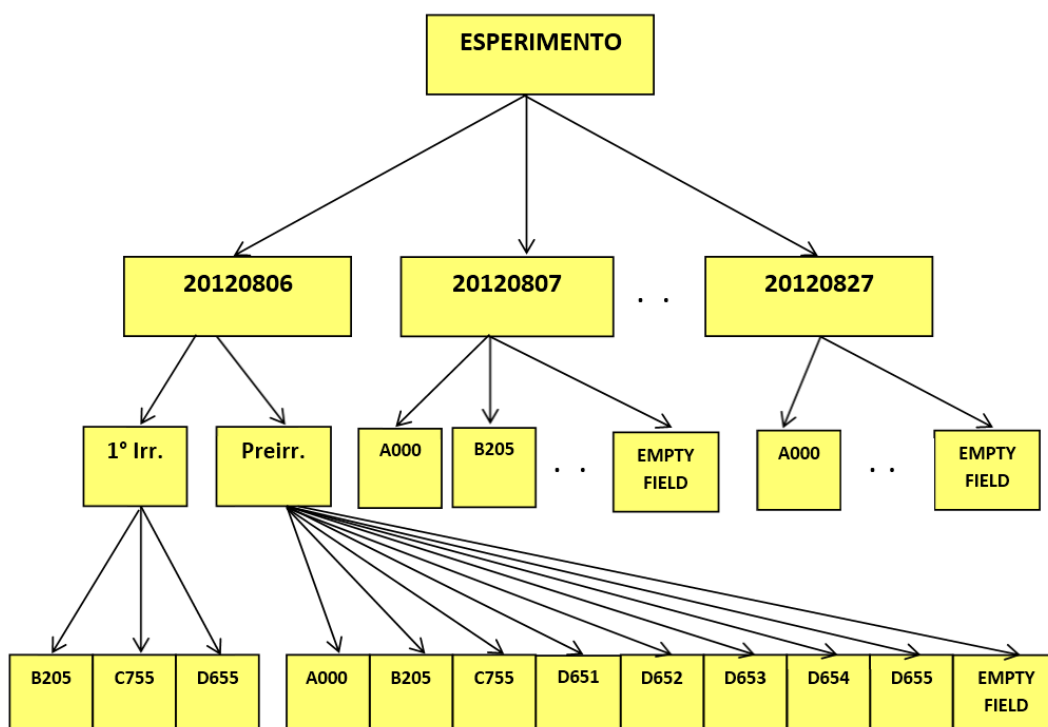 ESPERIMENTO
20120806
20120807
. .
20120827
1° Irr.
Preirr.
A000
B205
. .
EMPTY
FIELD
A000
. .
EMPTY
FIELD
B205
C755
D655
A000
B205
C755
D651
D652
D653
D654
D655
EMPTY
FIELD